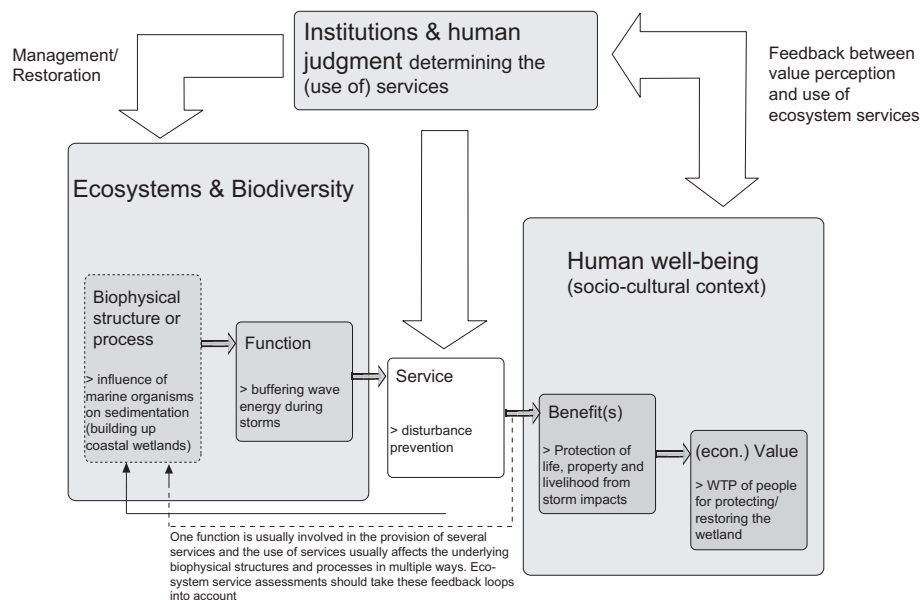 Institutions & human
judgment determining the
(use of) services
Management/
Restoration
Feedback between
value perception
and use of
ecosystem services
Ecosystems & Biodiversity
Human well-being
(socio-cultural context)
Biophysical
structure or
process
> influence of
marine organisms
on sedimentation
(building up
coastal wetlands)
Function
> buffering wave
energy during
storms
Service
> disturbance
prevention
Benefit(s)
> Protection of
life, property and
livelihood from
storm impacts
(econ.) Value
> WTP of people
for protecting/
restoring the
wetland
One function is usually involved in the provision of several
services and the use of services usually affects the underlying
biophysical structures and processes in multiple ways. Eco-
system service assessments should take these feedback loops
into account